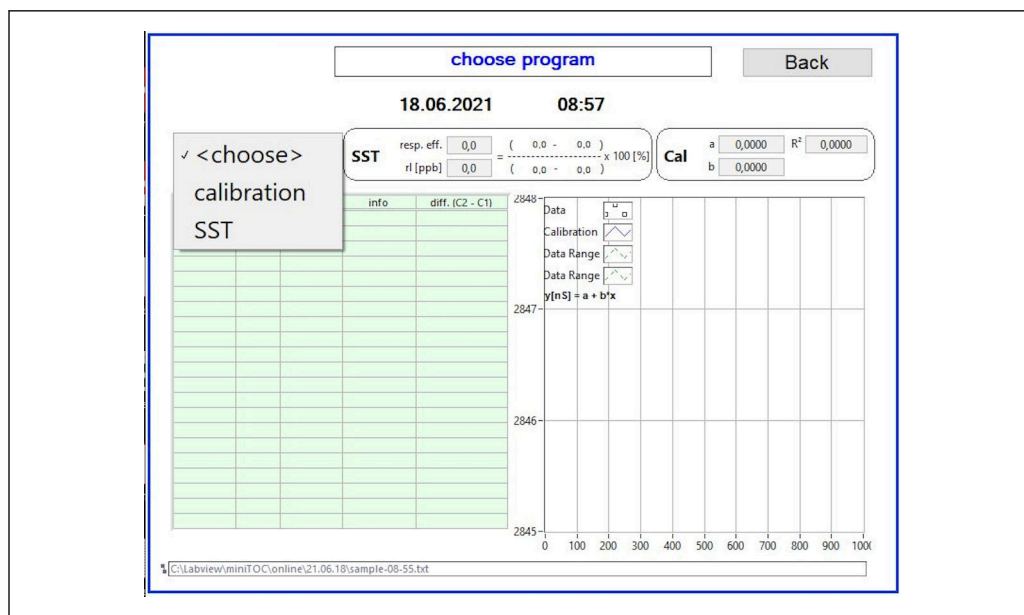 choose program
Back
18.06.2021 08:57
✓ <choose>
calibration
SST
SST
resp. eff. 0,0
rl [ppb] 0,0
= ( 0,0 - 0,0 )
---------------------- x 100 [%]
( 0,0 - 0,0 )
Cal
a 0,0000 R² 0,0000
b 0,0000
info diff. (C2 - C1)
Data
Calibration
Data Range
Data Range
y[nS] = a + b*x
2848
2847
2846
2845
0 100 200 300 400 500 600 700 800 900 1000
C:\Labview\miniTOC\online\21.06.18\sample-08-55.txt